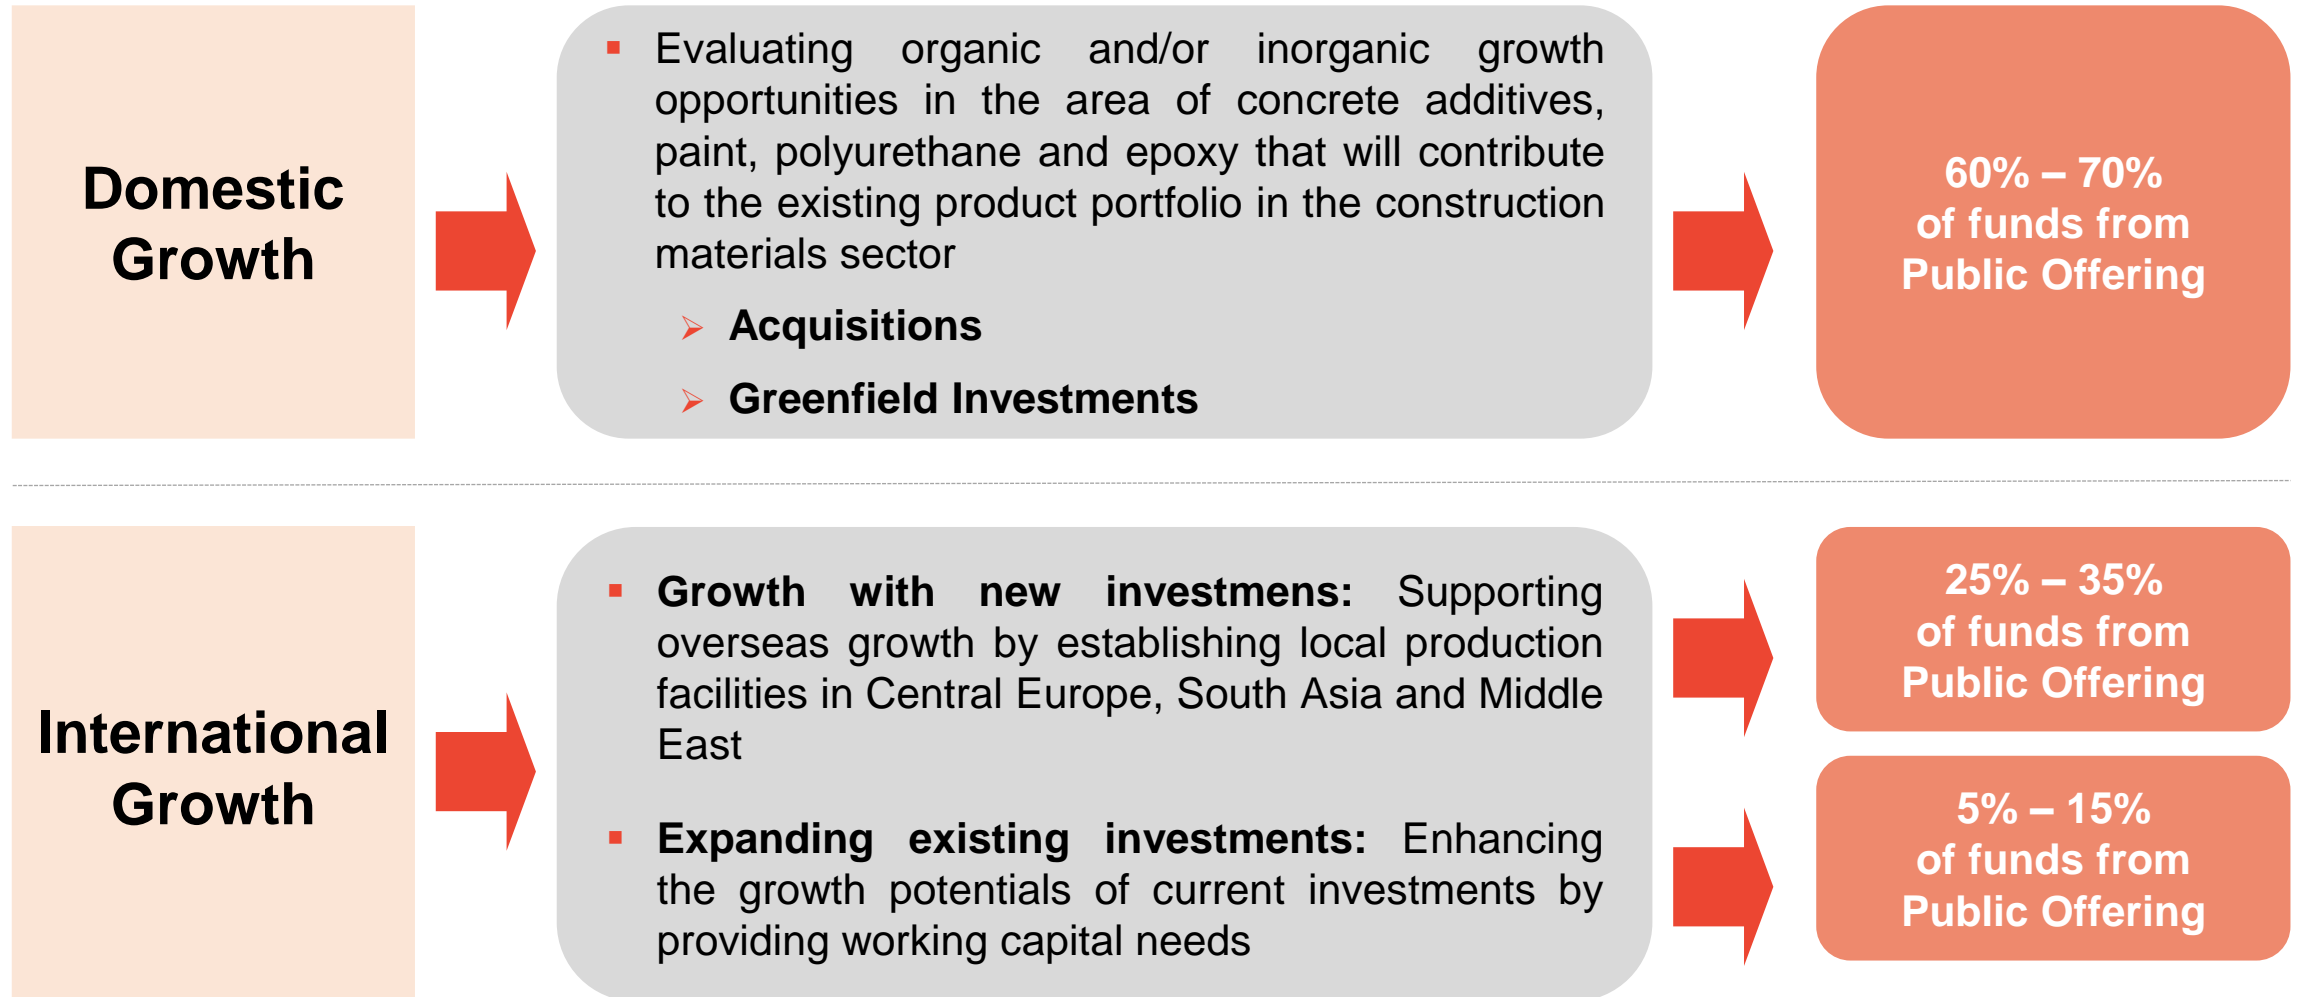 Domestic
Growth
Evaluating organic and/or inorganic growth
opportunities in the area of concrete additives,
paint, polyurethane and epoxy that will contribute
to the existing product portfolio in the construction
materials sector
Acquisitions
Greenfield Investments
60% – 70%
of funds from
Public Offering
International
Growth
Growth with new investmens: Supporting
overseas growth by establishing local production
facilities in Central Europe, South Asia and Middle
East
Expanding existing investments: Enhancing
the growth potentials of current investments by
providing working capital needs
25% – 35%
of funds from
Public Offering
5% – 15%
of funds from
Public Offering